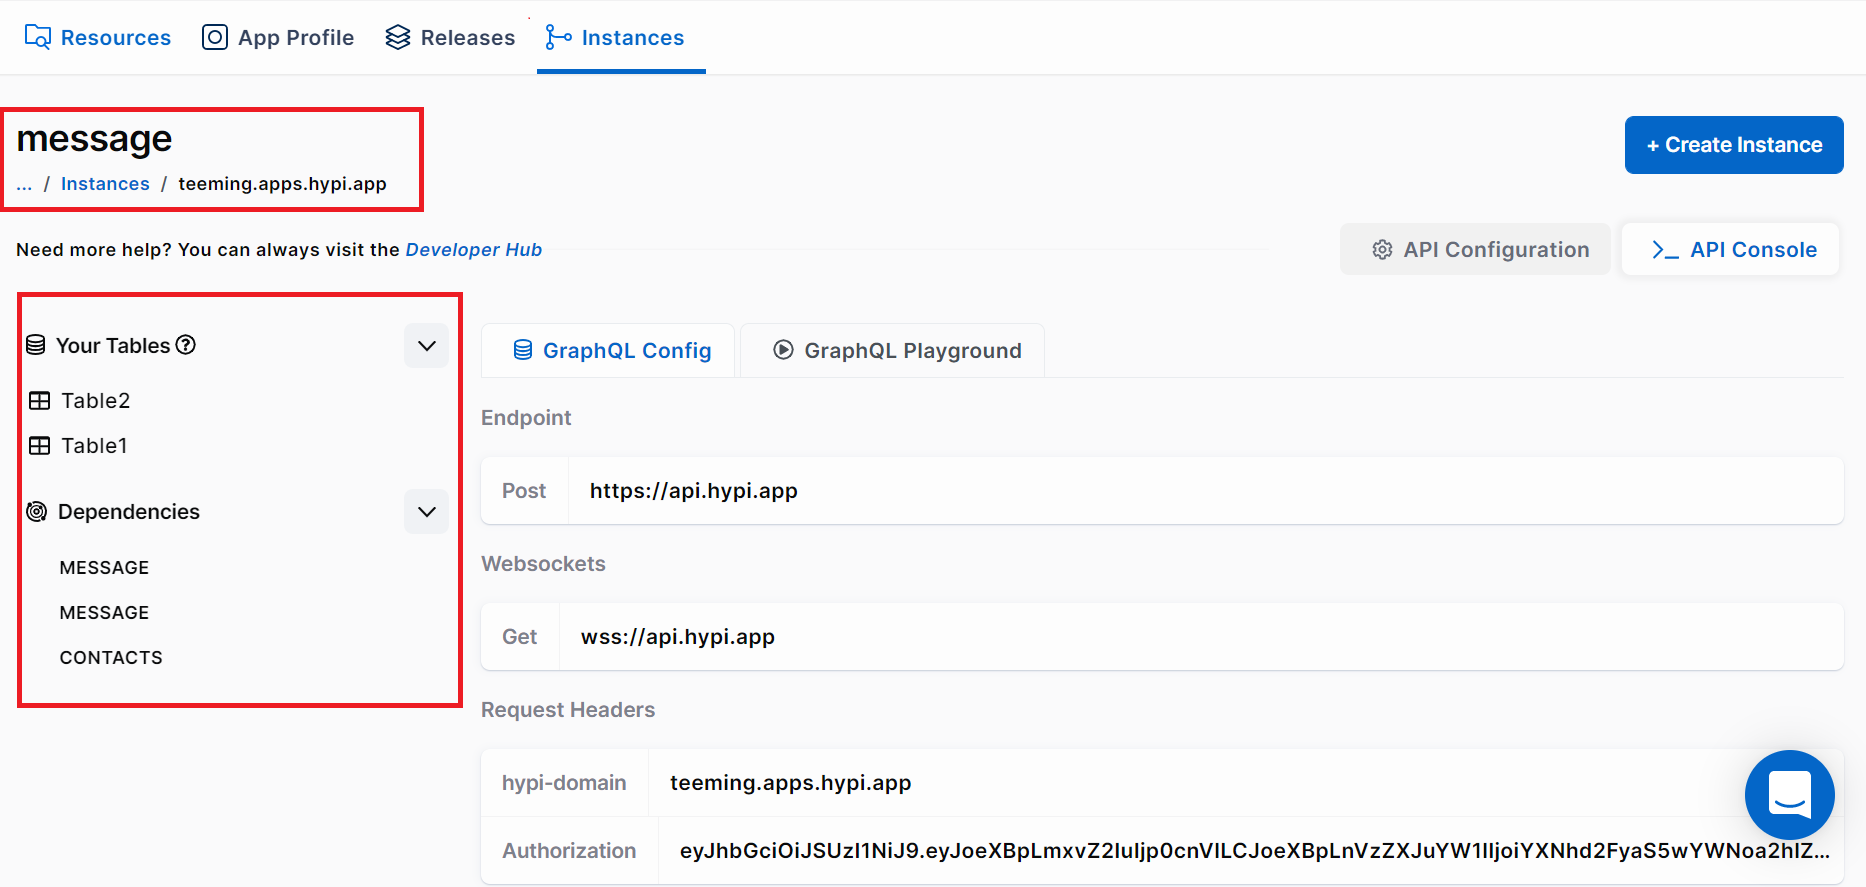 Resources App Profile Releases Instances
message
... / Instances / teeming.apps.hypi.app
+ Create Instance
Need more help? You can always visit the Developer Hub
API Configuration >_ API Console
Your Tables ?
Table2
Table1
Dependencies
MESSAGE
MESSAGE
CONTACTS
GraphQL Config GraphQL Playground
Endpoint
Post https://api.hypi.app
Websockets
Get wss://api.hypi.app
Request Headers
hypi-domain teeming.apps.hypi.app
Authorization